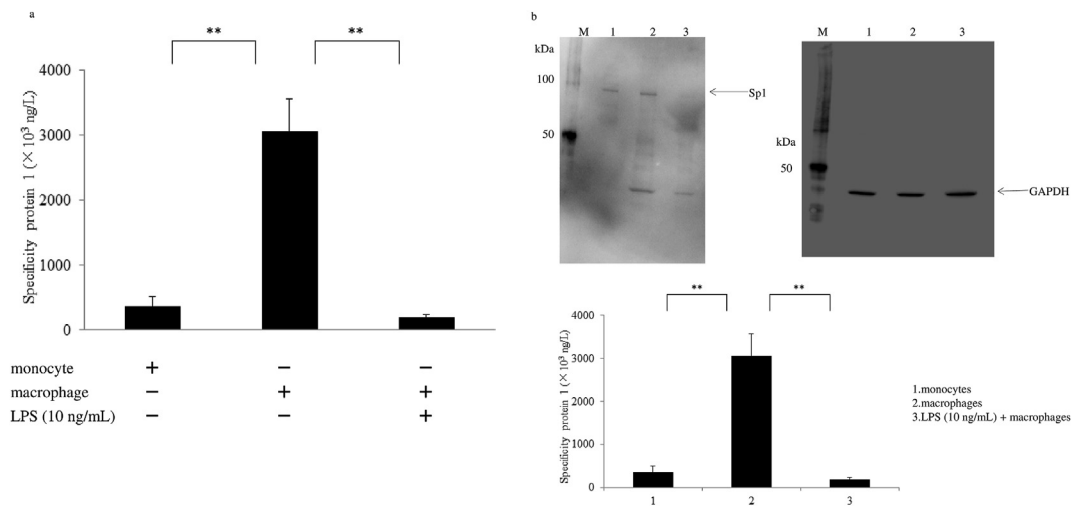 a
** **
Specificity protein 1 (×10³ ng/L)
4000
3000
2000
1000
0
monocyte + − −
macrophage − + +
LPS (10 ng/mL) − − +
b
M 1 2 3
kDa
100
50
Sp1
M 1 2 3
kDa
50
GAPDH
** **
Specificity protein 1 (×10³ ng/L)
4000
3000
2000
1000
0
1 2 3
1.monocytes
2.macrophages
3.LPS (10 ng/mL) + macrophages